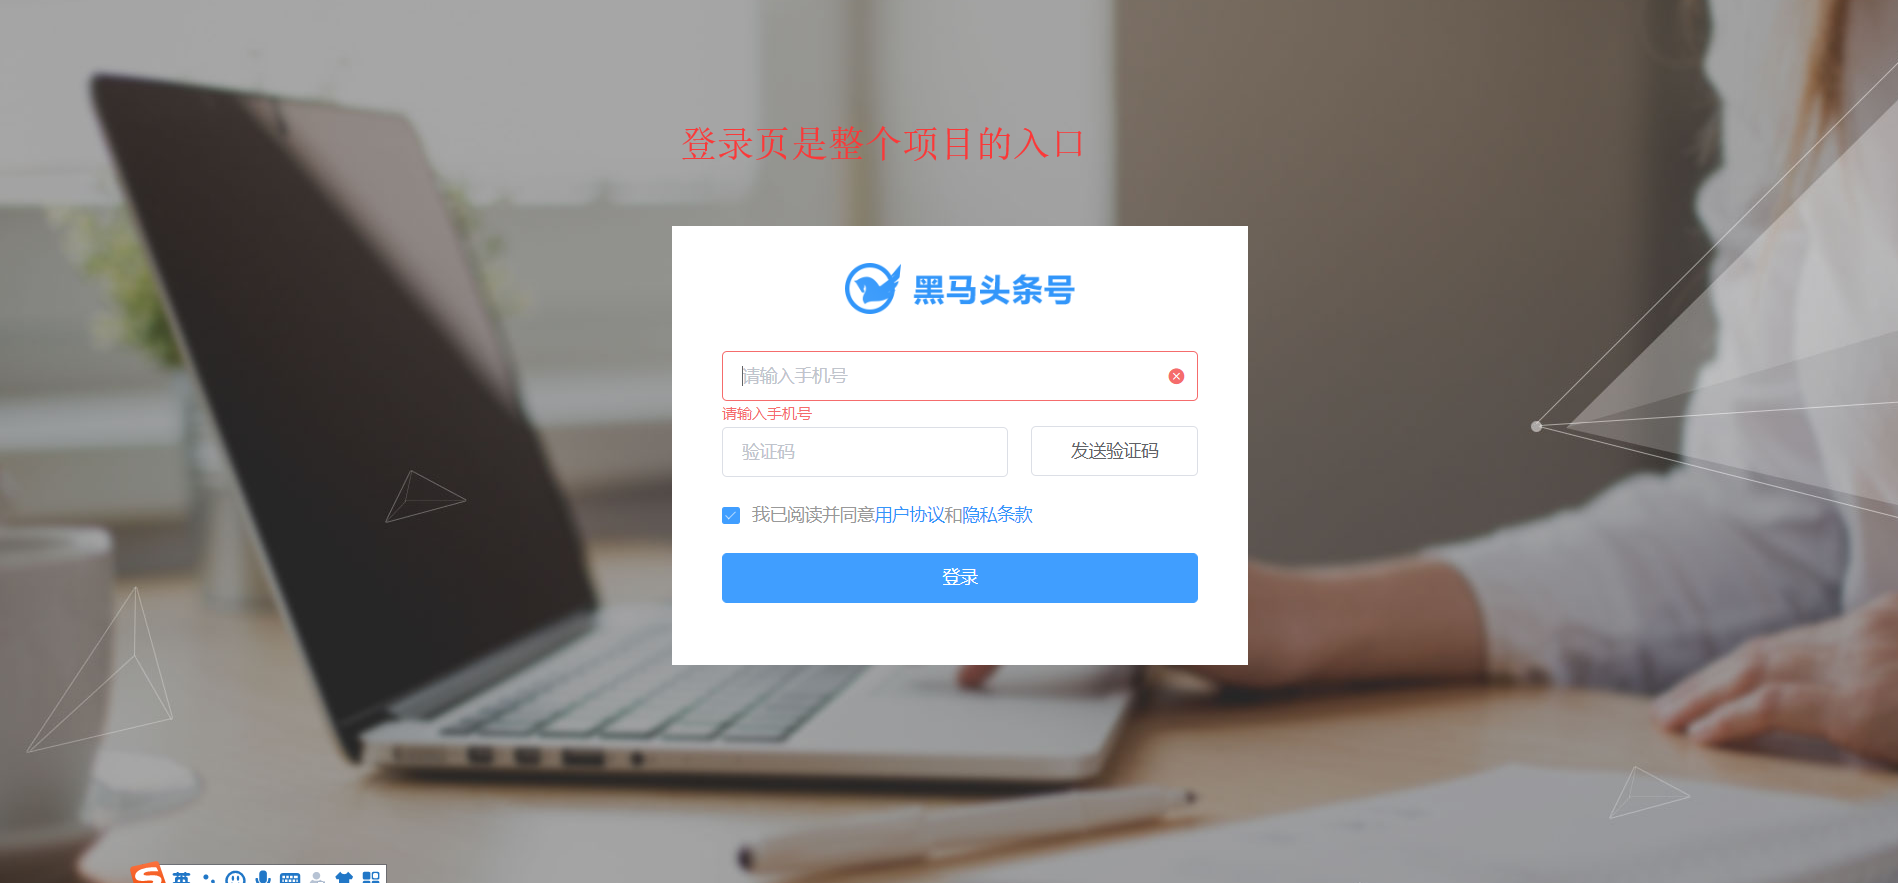 登录页是整个项目的入口
黑马头条号
请输入手机号
请输入手机号
验证码
发送验证码
我已阅读并同意用户协议和隐私条款
登录
英